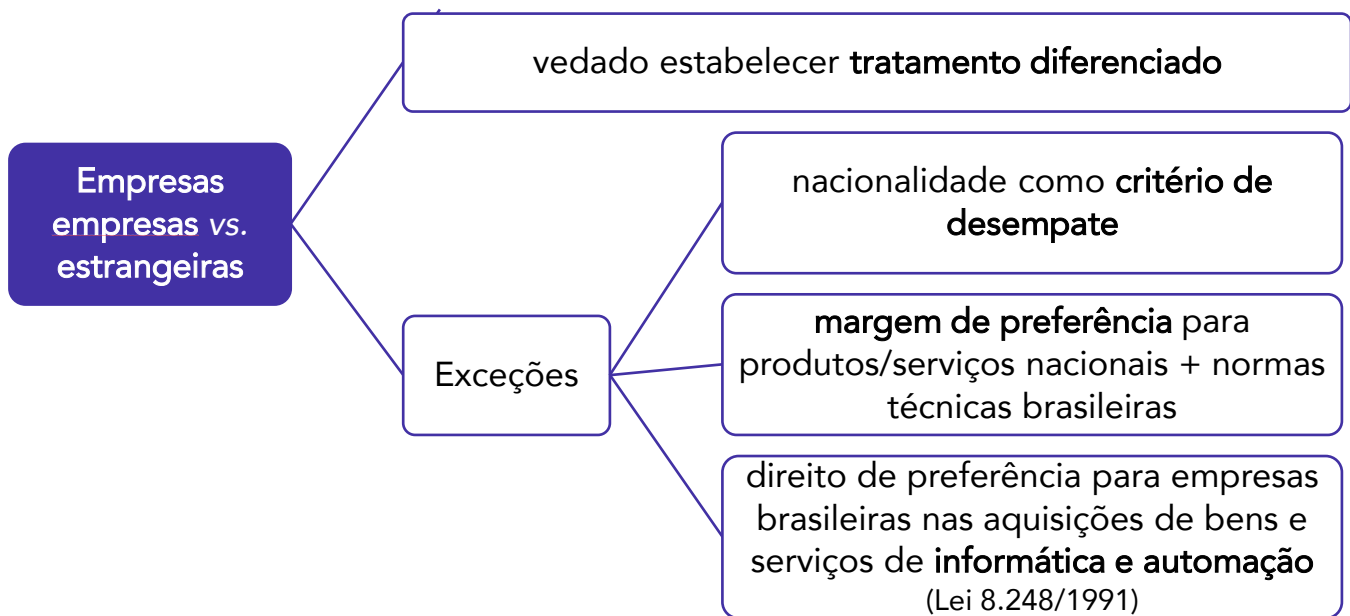 vedado estabelecer tratamento diferenciado
Empresas
empresas vs.
estrangeiras
Exceções
nacionalidade como critério de
desempate
margem de preferência para
produtos/serviços nacionais + normas
técnicas brasileiras
direito de preferência para empresas
brasileiras nas aquisições de bens e
serviços de informática e automação
(Lei 8.248/1991)